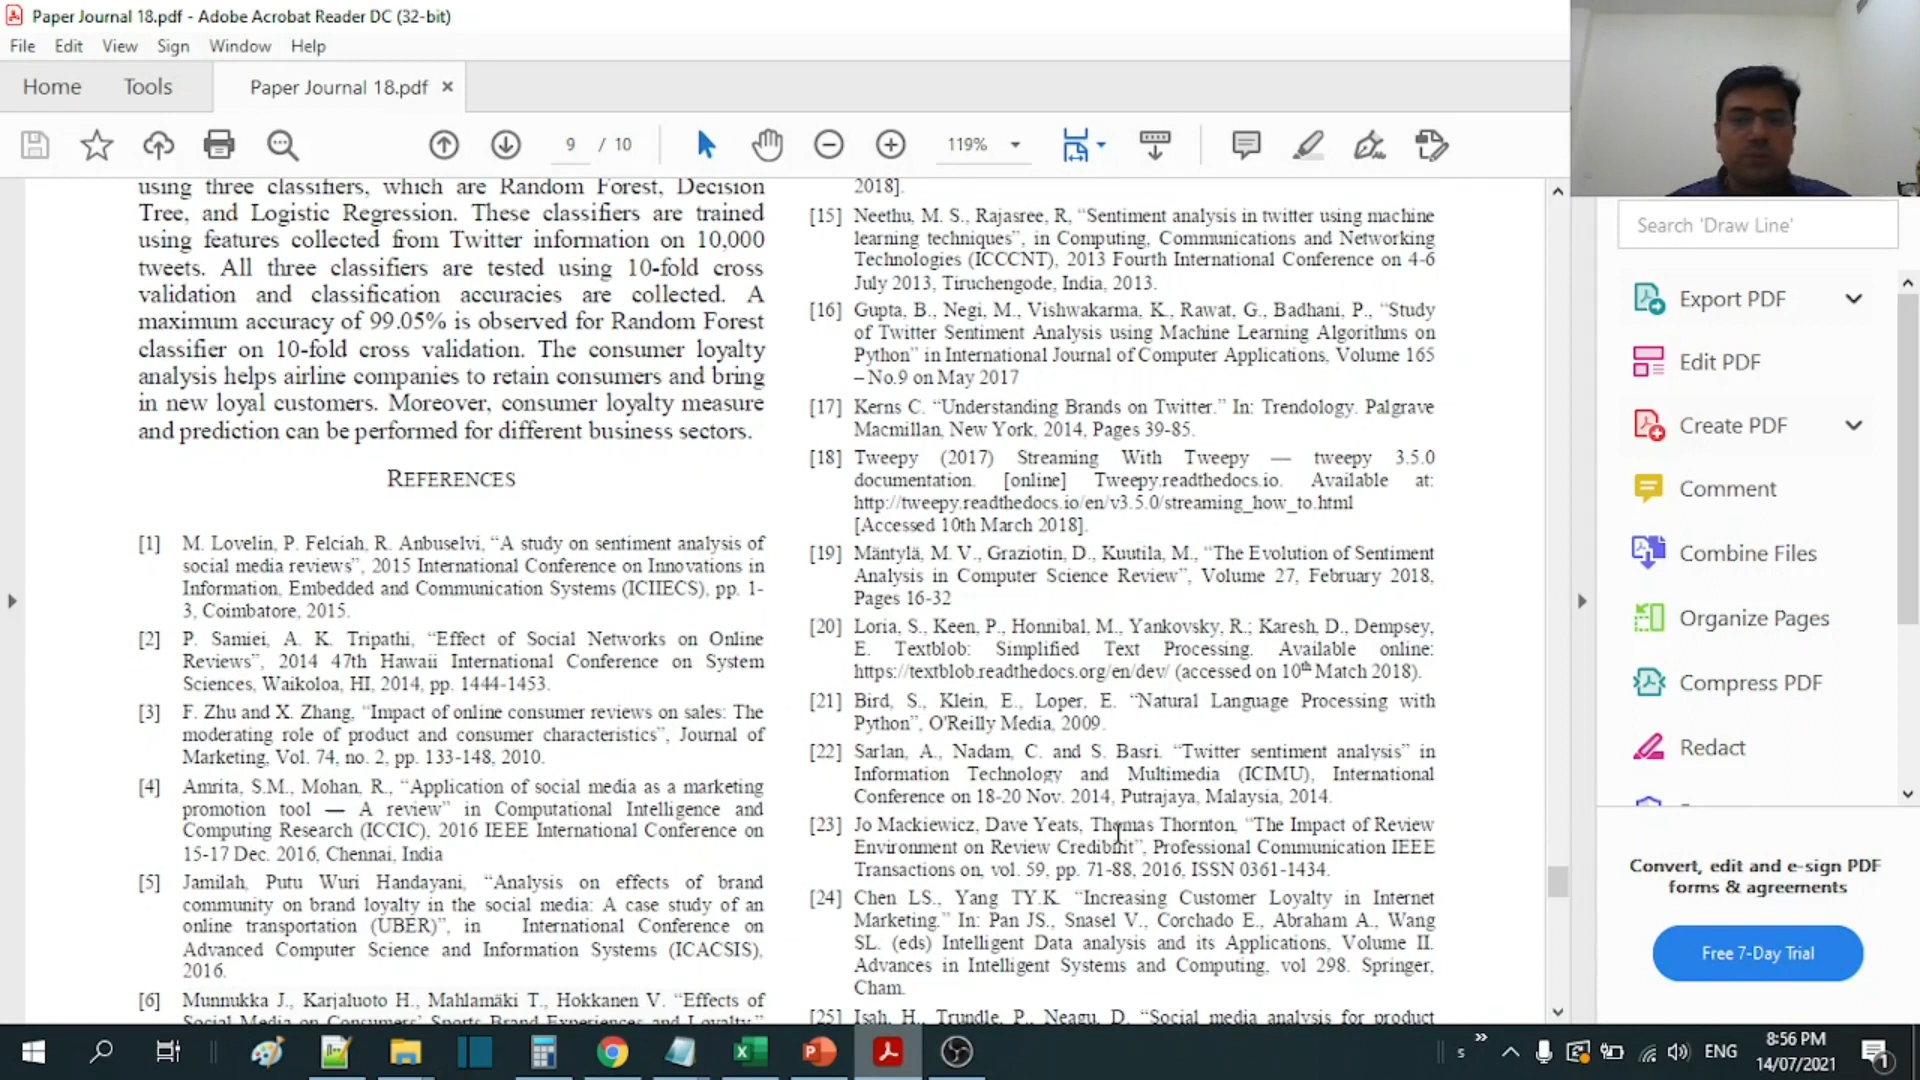 Paper Journal 18.pdf - Adobe Acrobat Reader DC (32-bit)
File Edit View Sign Window Help
Home Tools Paper Journal 18.pdf ×
9 / 10 119%
using three classifiers, which are Random Forest, Decision
Tree, and Logistic Regression. These classifiers are trained
using features collected from Twitter information on 10,000
tweets. All three classifiers are tested using 10-fold cross
validation and classification accuracies are collected. A
maximum accuracy of 99.05% is observed for Random Forest
classifier on 10-fold cross validation. The consumer loyalty
analysis helps airline companies to retain consumers and bring
in new loyal customers. Moreover, consumer loyalty measure
and prediction can be performed for different business sectors.
REFERENCES
[1] M. Lovelin, P. Felciah, R. Anbuselvi, “A study on sentiment analysis of
social media reviews”, 2015 International Conference on Innovations in
Information, Embedded and Communication Systems (ICIIECS), pp. 1-
3, Coimbatore, 2015.
[2] P. Samiei, A. K. Tripathi, “Effect of Social Networks on Online
Reviews”, 2014 47th Hawaii International Conference on System
Sciences, Waikoloa, HI, 2014, pp. 1444-1453.
[3] F. Zhu and X. Zhang, “Impact of online consumer reviews on sales: The
moderating role of product and consumer characteristics”, Journal of
Marketing, Vol. 74, no. 2, pp. 133-148, 2010.
[4] Amrita, S.M., Mohan, R., “Application of social media as a marketing
promotion tool — A review” in Computational Intelligence and
Computing Research (ICCIC), 2016 IEEE International Conference on
15-17 Dec. 2016, Chennai, India
[5] Jamilah, Putu Wuri Handayani, “Analysis on effects of brand
community on brand loyalty in the social media: A case study of an
online transportation (UBER)”, in International Conference on
Advanced Computer Science and Information Systems (ICACSIS),
2016.
[6] Munnukka J., Karjaluoto H., Mahlamäki T., Hokkanen V. “Effects of
Social Media on Consumers’ Sports Brand Experiences and Loyalty.”
2018].
[15] Neethu, M. S., Rajasree, R, “Sentiment analysis in twitter using machine
learning techniques”, in Computing, Communications and Networking
Technologies (ICCCNT), 2013 Fourth International Conference on 4-6
July 2013, Tiruchengode, India, 2013.
[16] Gupta, B., Negi, M., Vishwakarma, K., Rawat, G., Badhani, P., “Study
of Twitter Sentiment Analysis using Machine Learning Algorithms on
Python” in International Journal of Computer Applications, Volume 165
– No.9 on May 2017
[17] Kerns C. “Understanding Brands on Twitter.” In: Trendology. Palgrave
Macmillan, New York, 2014, Pages 39-85.
[18] Tweepy (2017) Streaming With Tweepy — tweepy 3.5.0
documentation. [online] Tweepy.readthedocs.io. Available at:
http://tweepy.readthedocs.io/en/v3.5.0/streaming_how_to.html
[Accessed 10th March 2018].
[19] Mäntylä, M. V., Graziotin, D., Kuutila, M., “The Evolution of Sentiment
Analysis in Computer Science Review”, Volume 27, February 2018,
Pages 16-32
[20] Loria, S., Keen, P., Honnibal, M., Yankovsky, R.; Karesh, D., Dempsey,
E. Textblob: Simplified Text Processing. Available online:
https://textblob.readthedocs.org/en/dev/ (accessed on 10th Match 2018).
[21] Bird, S., Klein, E., Loper, E. “Natural Language Processing with
Python”, O'Reilly Media, 2009.
[22] Sarlan, A., Nadam, C. and S. Basri. “Twitter sentiment analysis” in
Information Technology and Multimedia (ICIMU), International
Conference on 18-20 Nov. 2014, Putrajaya, Malaysia, 2014.
[23] Jo Mackiewicz, Dave Yeats, Thomas Thornton, “The Impact of Review
Environment on Review Credibilit”, Professional Communication IEEE
Transactions on, vol. 59, pp. 71-88, 2016, ISSN 0361-1434.
[24] Chen LS., Yang TY.K. “Increasing Customer Loyalty in Internet
Marketing.” In: Pan JS., Snasel V., Corchado E., Abraham A., Wang
SL. (eds) Intelligent Data analysis and its Applications, Volume II.
Advances in Intelligent Systems and Computing, vol 298. Springer,
Cham.
[25] Isah, H., Trundle, P., Neagu, D. “Social media analysis for product
Search 'Draw Line'
Export PDF
Edit PDF
Create PDF
Comment
Combine Files
Organize Pages
Compress PDF
Redact
Convert, edit and e-sign PDF
forms & agreements
Free 7-Day Trial
s » ENG
8:56 PM
14/07/2021
1